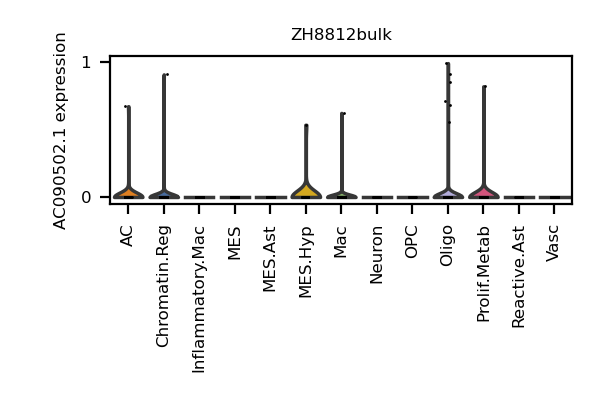 ZH8812bulk
AC090502.1 expression
1
0
AC
Chromatin.Reg
Inflammatory.Mac
MES
MES.Ast
MES.Hyp
Mac
Neuron
OPC
Oligo
Prolif.Metab
Reactive.Ast
Vasc